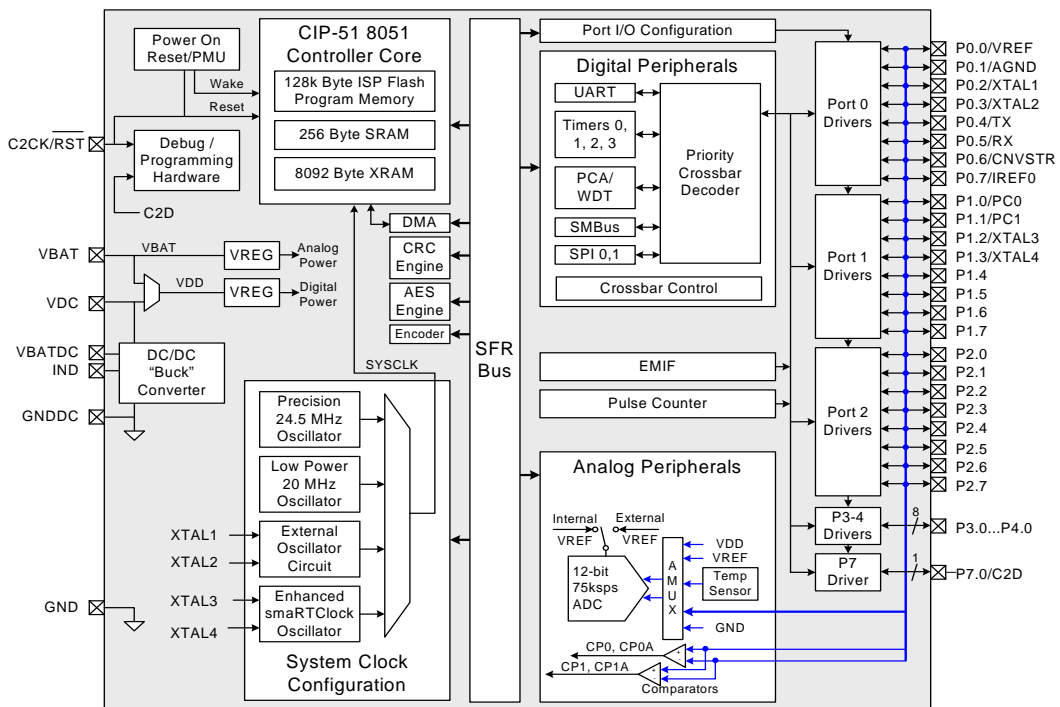 Power On
Reset/PMU
Wake
Reset
C2CK/RST
Debug /
Programming
Hardware
C2D
VBAT
VBAT
VREG
Analog
Power
VDC
VDD
VREG
Digital
Power
VBATDC
IND
DC/DC
“Buck”
Converter
GNDDC
GND
CIP-51 8051
Controller Core
128k Byte ISP Flash
Program Memory
256 Byte SRAM
8092 Byte XRAM
DMA
CRC
Engine
AES
Engine
Encoder
SYSCLK
Precision
24.5 MHz
Oscillator
Low Power
20 MHz
Oscillator
XTAL1
XTAL2
External
Oscillator
Circuit
XTAL3
XTAL4
Enhanced
smaRTClock
Oscillator
System Clock
Configuration
SFR
Bus
Port I/O Configuration
Digital Peripherals
UART
Timers 0,
1, 2, 3
PCA/
WDT
SMBus
SPI 0,1
Priority
Crossbar
Decoder
Crossbar Control
EMIF
Pulse Counter
Analog Peripherals
Internal
VREF
External
VREF
12-bit
75ksps
ADC
A
M
U
X
VDD
VREF
Temp
Sensor
GND
CP0, CP0A
CP1, CP1A
+
-
+
-
Comparators
Port 0
Drivers
Port 1
Drivers
Port 2
Drivers
P3-4
Drivers
P7
Driver
8
1
P0.0/VREF
P0.1/AGND
P0.2/XTAL1
P0.3/XTAL2
P0.4/TX
P0.5/RX
P0.6/CNVSTR
P0.7/IREF0
P1.0/PC0
P1.1/PC1
P1.2/XTAL3
P1.3/XTAL4
P1.4
P1.5
P1.6
P1.7
P2.0
P2.1
P2.2
P2.3
P2.4
P2.5
P2.6
P2.7
P3.0...P4.0
P7.0/C2D